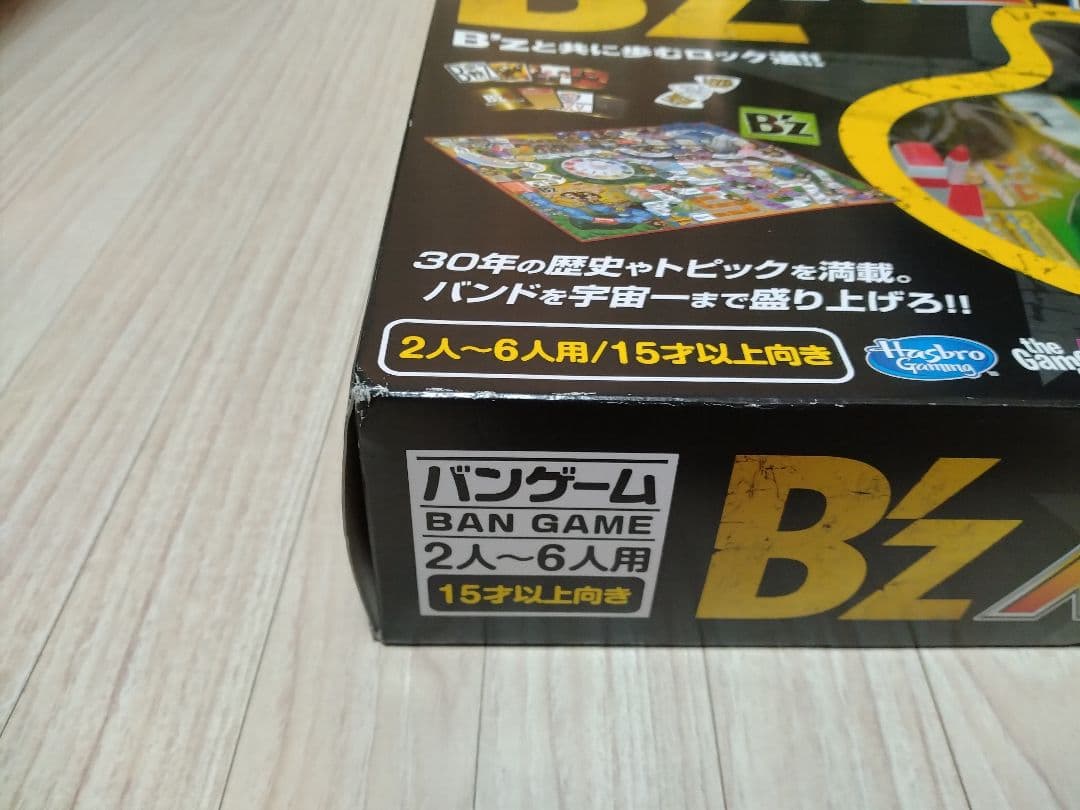 B'z
B'zと共に歩むロック道!!
B'z
30年の歴史やトピックを満載。
バンドを宇宙一まで盛り上げろ!!
2人～6人用/15才以上向き
Hasbro
Gaming
the
Game
バンゲーム
BAN GAME
2人～6人用
15才以上向き
B'z